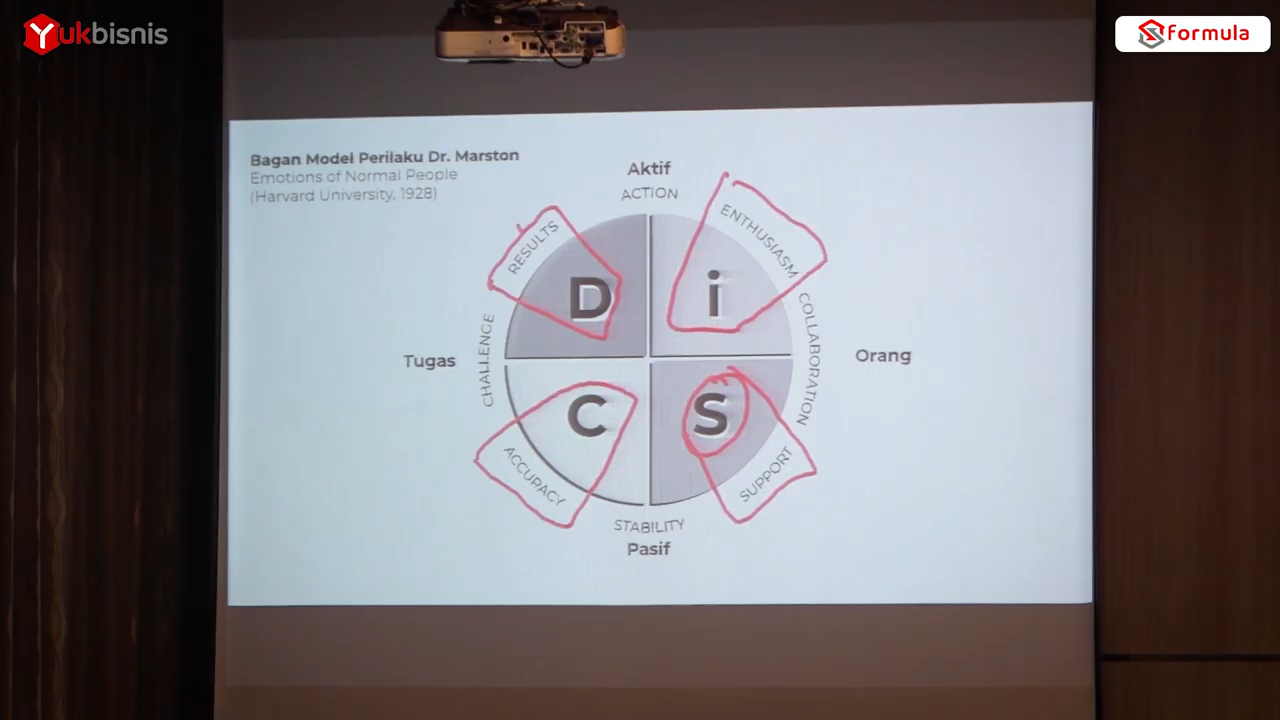 Yukbisnis
formula
Bagan Model Perilaku Dr. Marston
Emotions of Normal People
(Harvard University, 1928)
Aktif
ACTION
RESULTS
ENTHUSIASM
D
i
CHALLENGE
COLLABORATION
Tugas
Orang
C
S
ACCURACY
SUPPORT
STABILITY
Pasif